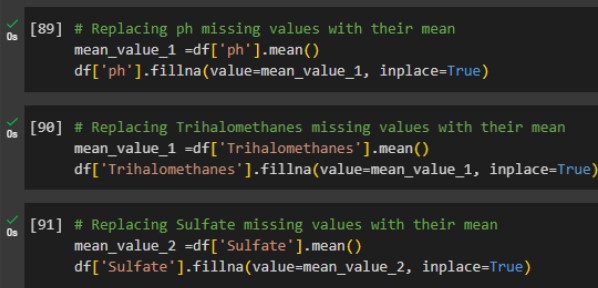 [89] # Replacing ph missing values with their mean
mean_value_1 =df['ph'].mean()
df['ph'].fillna(value=mean_value_1, inplace=True)
0s
[90] # Replacing Trihalomethanes missing values with their mean
mean_value_1 =df['Trihalomethanes'].mean()
df['Trihalomethanes'].fillna(value=mean_value_1, inplace=True)
0s
[91] # Replacing Sulfate missing values with their mean
mean_value_2 =df['Sulfate'].mean()
df['Sulfate'].fillna(value=mean_value_2, inplace=True)
0s